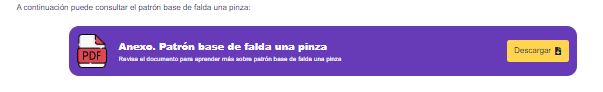 A continuación puede consultar el patrón base de falda una pinza:
PDF
Anexo. Patrón base de falda una pinza
Revise el documento para aprender más sobre patrón base de falda una pinza
Descargar